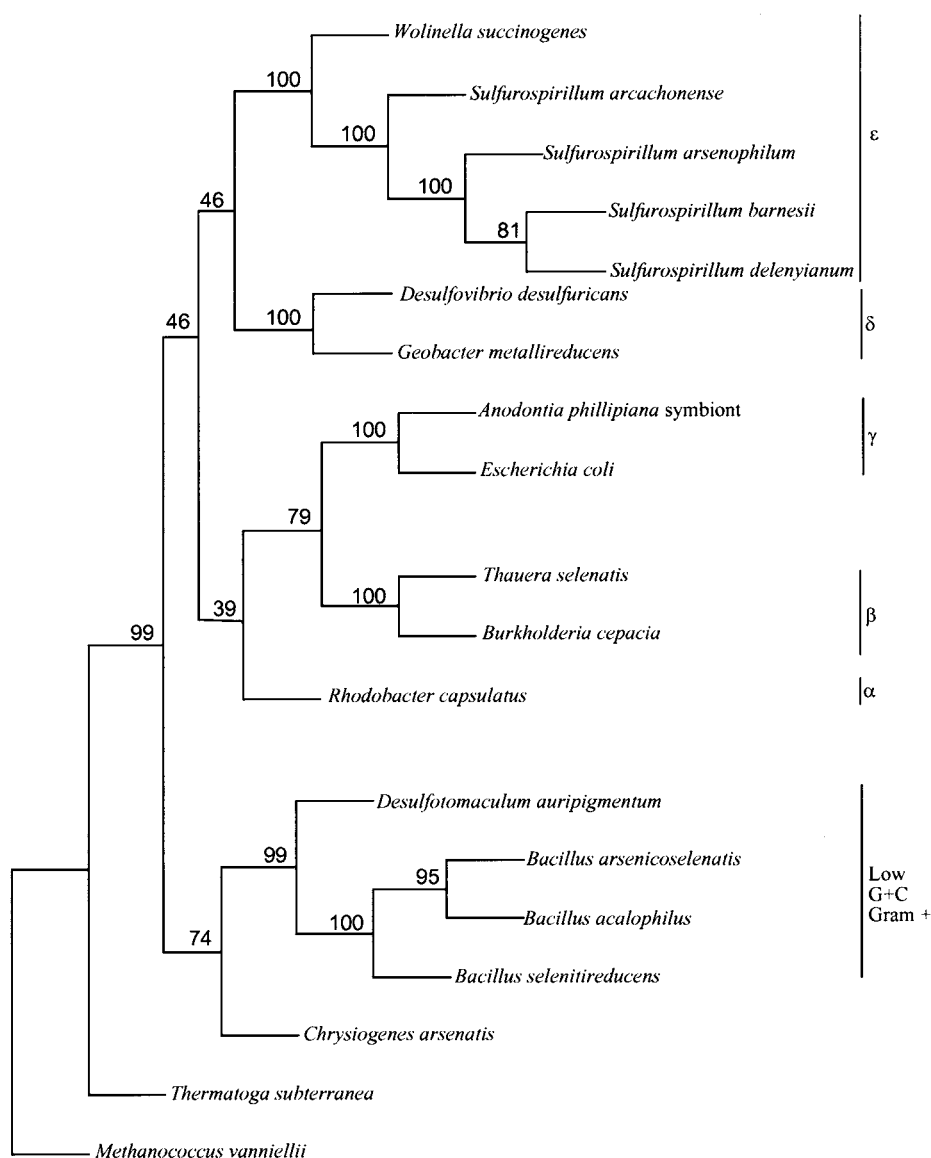 Wolinella succinogenes
100
Sulfurospirillum arcachonense
100
ε
Sulfurospirillum arsenophilum
100
46
Sulfurospirillum barnesii
81
Sulfurospirillum delenyianum
Desulfovibrio desulfuricans
46
100
δ
Geobacter metallireducens
Anodontia phillipiana symbiont
100
γ
Escherichia coli
79
Thauera selenatis
100
39
β
99
Burkholderia cepacia
Rhodobacter capsulatus
α
Desulfotomaculum auripigmentum
99
Bacillus arsenicoselenatis
95
Low
G+C
Gram +
Bacillus acalophilus
100
74
Bacillus selenitireducens
Chrysiogenes arsenatis
Thermatoga subterranea
Methanococcus vanniellii